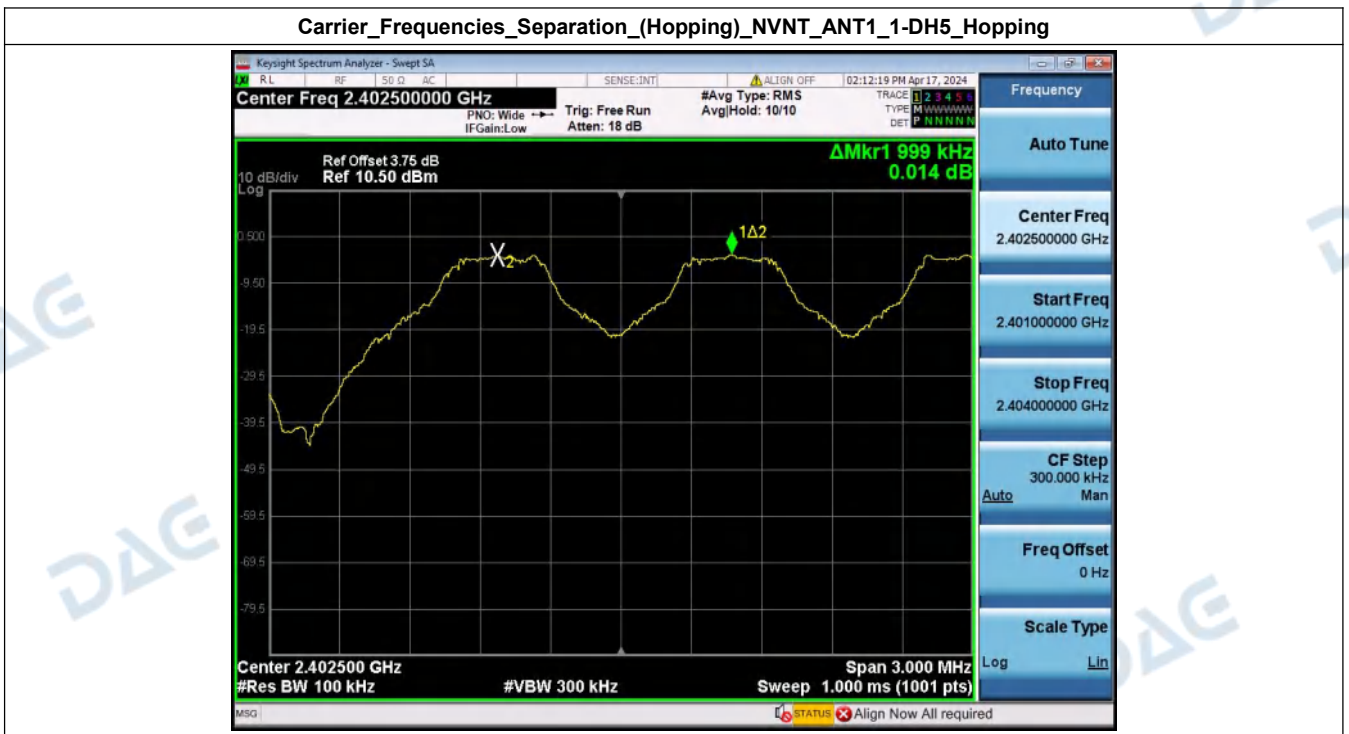 Carrier_Frequencies_Separation_(Hopping)_NVNT_ANT1_1-DH5_Hopping
Keysight Spectrum Analyzer - Swept SA
LXI RL RF 50 Ω AC SENSE:INT ALIGN OFF 02:12:19 PM Apr 17, 2024
Center Freq 2.402500000 GHz
PNO: Wide
IFGain:Low
Trig: Free Run
Atten: 18 dB
#Avg Type: RMS
Avg|Hold: 10/10
TRACE 1 2 3 4 5 6
TYPE M W W W W W
DET P N N N N N
Frequency
Auto Tune
Center Freq
2.402500000 GHz
Start Freq
2.401000000 GHz
Stop Freq
2.404000000 GHz
CF Step
300.000 kHz
Auto Man
Freq Offset
0 Hz
Scale Type
Log Lin
ΔMkr1 999 kHz
0.014 dB
Ref Offset 3.75 dB
10 dB/div Ref 10.50 dBm
Log
0.500
-9.50
-19.5
-29.5
-39.5
-49.5
-59.5
-69.5
-79.5
X2
1Δ2
Center 2.402500 GHz Span 3.000 MHz
#Res BW 100 kHz #VBW 300 kHz Sweep 1.000 ms (1001 pts)
MSG STATUS Align Now All required
DAE
DAE
DAE